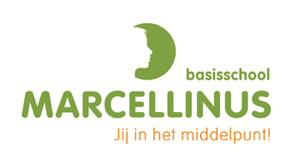 basisschool
MARCELLINUS
Jij in het middelpunt!